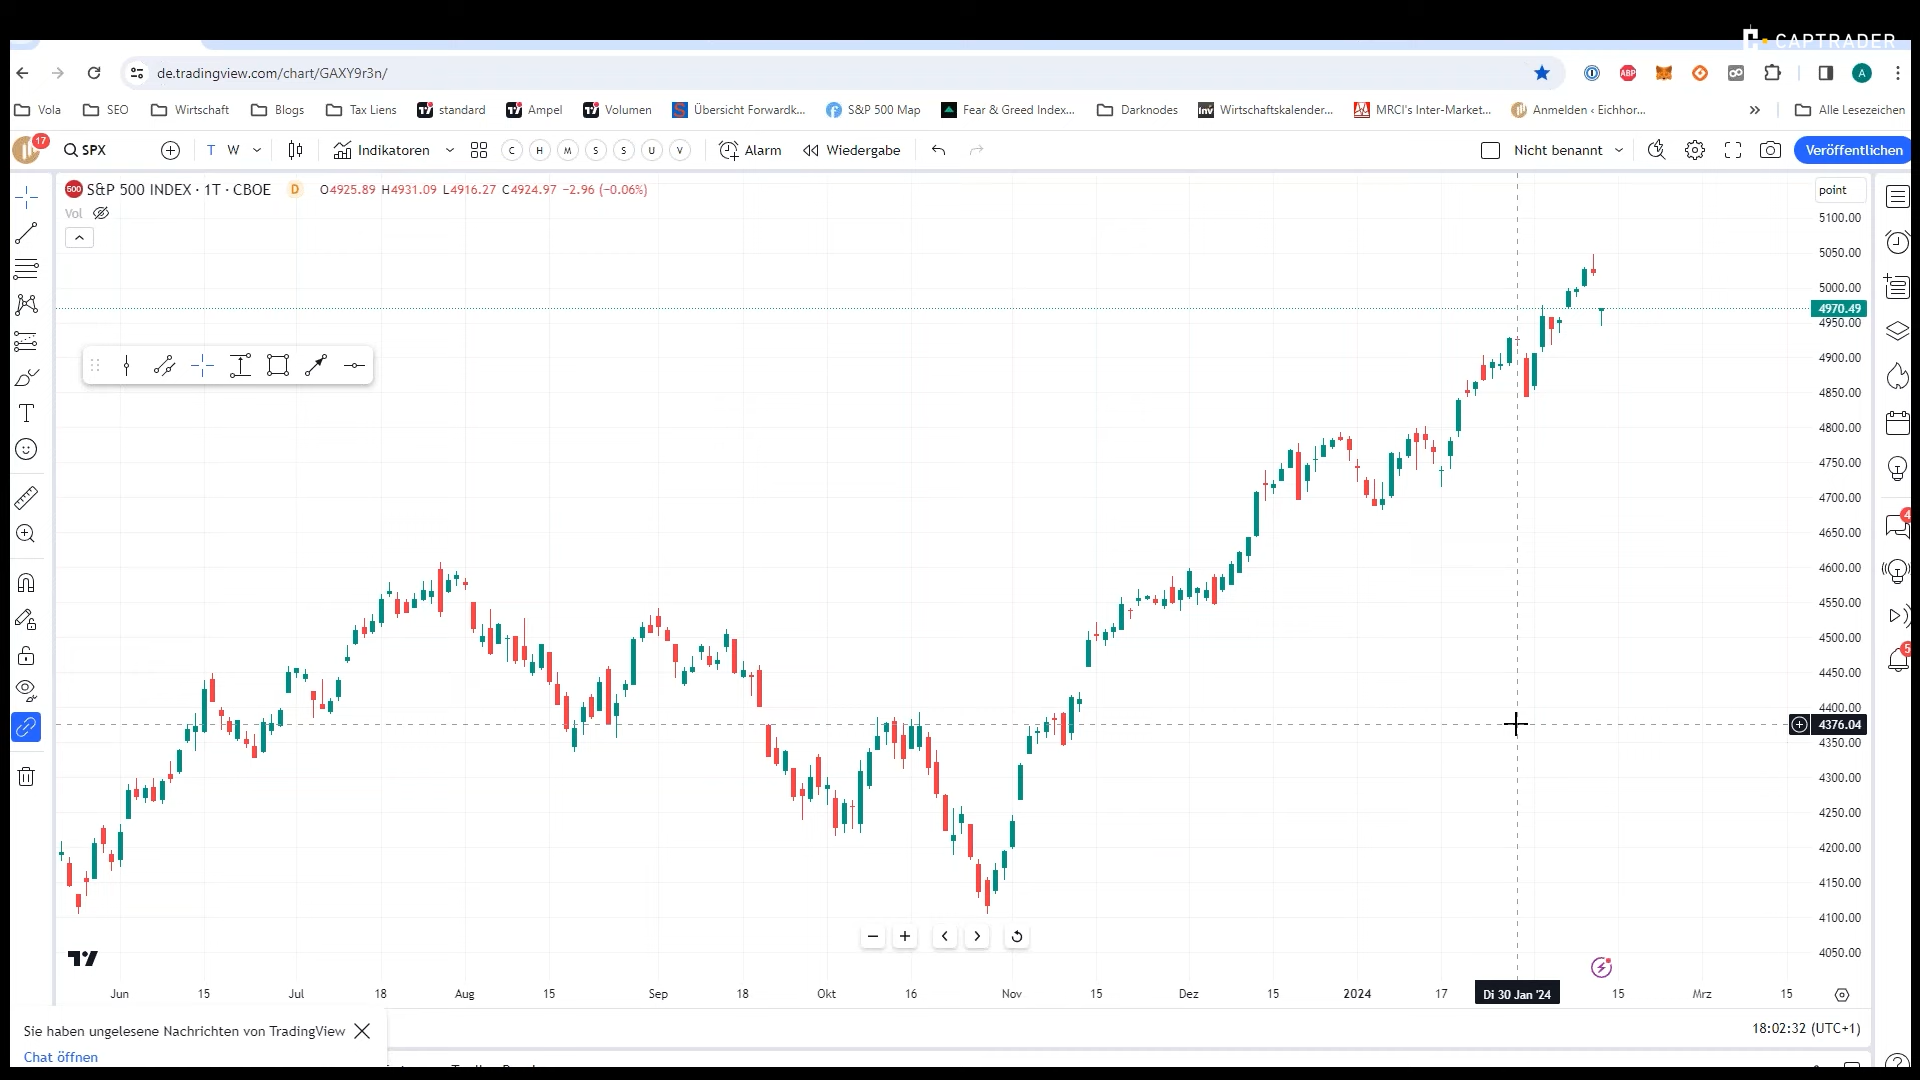 CAPTRADER
de.tradingview.com/chart/GAXY9r3n/
ABP
A
Vola SEO Wirtschaft Blogs Tax Liens standard Ampel Volumen Übersicht Forwardk... S&P 500 Map Fear & Greed Index... Darknodes Wirtschaftskalender... MRCI's Inter-Market... Anmelden ‹ Eichhor... » Alle Lesezeichen
17 SPX T W Indikatoren C H M S S U V Alarm Wiedergabe Nicht benannt Veröffentlichen
500 S&P 500 INDEX · 1T · CBOE D O4925.89 H4931.09 L4916.27 C4924.97 −2.96 (−0.06%)
Vol
point
5100.00
5050.00
5000.00
4970.49
4950.00
4900.00
4850.00
4800.00
4750.00
4700.00
4650.00
4600.00
4550.00
4500.00
4450.00
4400.00
4376.04
4350.00
4300.00
4250.00
4200.00
4150.00
4100.00
4050.00
4
5
Jun 15 Jul 18 Aug 15 Sep 18 Okt 16 Nov 15 Dez 15 2024 17 Di 30 Jan '24 15 Mrz 15
Sie haben ungelesene Nachrichten von TradingView
Chat öffnen
18:02:32 (UTC+1)